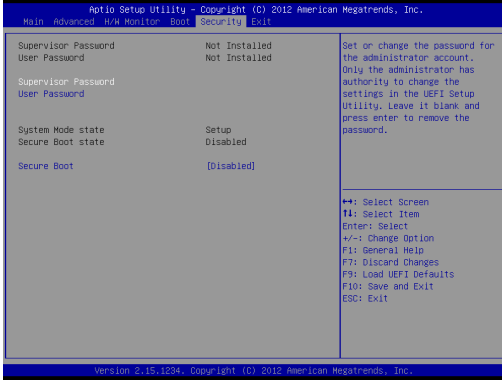 Aptio Setup Utility – Copyright (C) 2012 American Megatrends, Inc.
Main Advanced H/W Monitor Boot Security Exit
Supervisor Password Not Installed
User Password Not Installed
Supervisor Password
User Password
System Mode state Setup
Secure Boot state Disabled
Secure Boot [Disabled]
Set or change the password for
the administrator account.
Only the administrator has
authority to change the
settings in the UEFI Setup
Utility. Leave it blank and
press enter to remove the
password.
↔: Select Screen
↑↓: Select Item
Enter: Select
+/-: Change Option
F1: General Help
F7: Discard Changes
F9: Load UEFI Defaults
F10: Save and Exit
ESC: Exit
Version 2.15.1234. Copyright (C) 2012 American Megatrends, Inc.